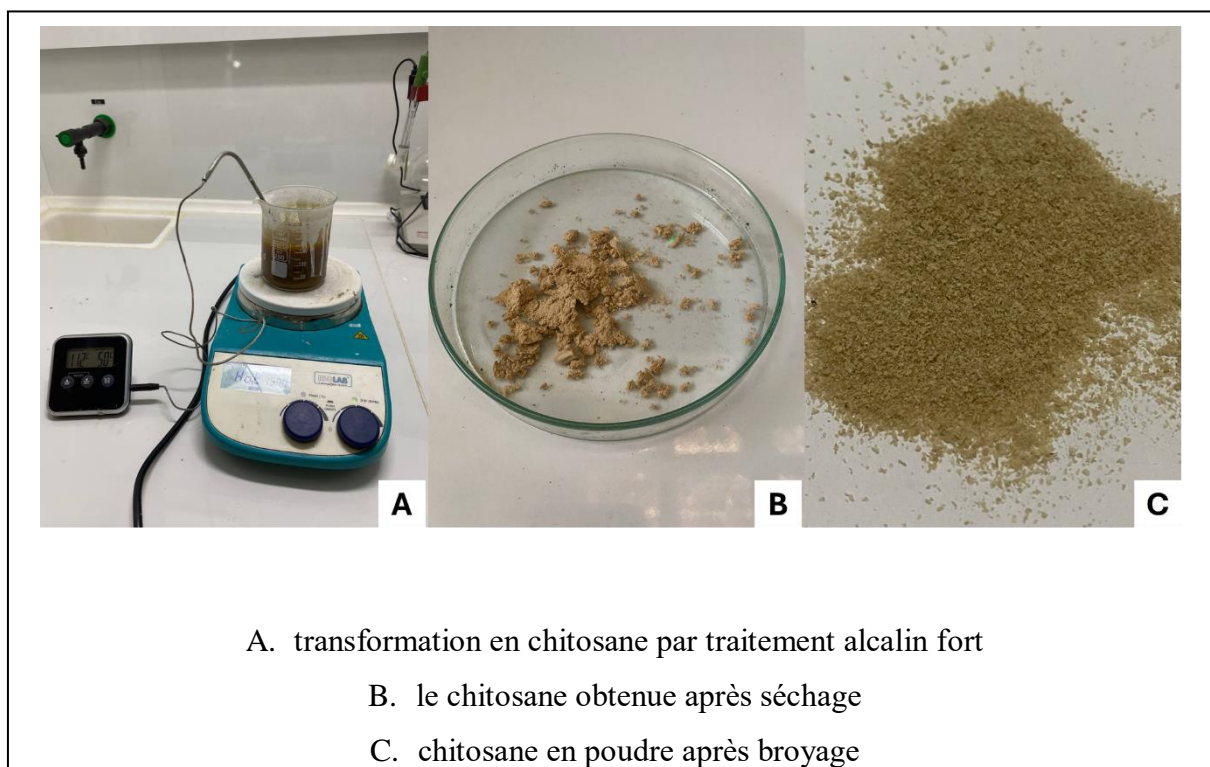 A
B
C
A. transformation en chitosane par traitement alcalin fort
B. le chitosane obtenue après séchage
C. chitosane en poudre après broyage